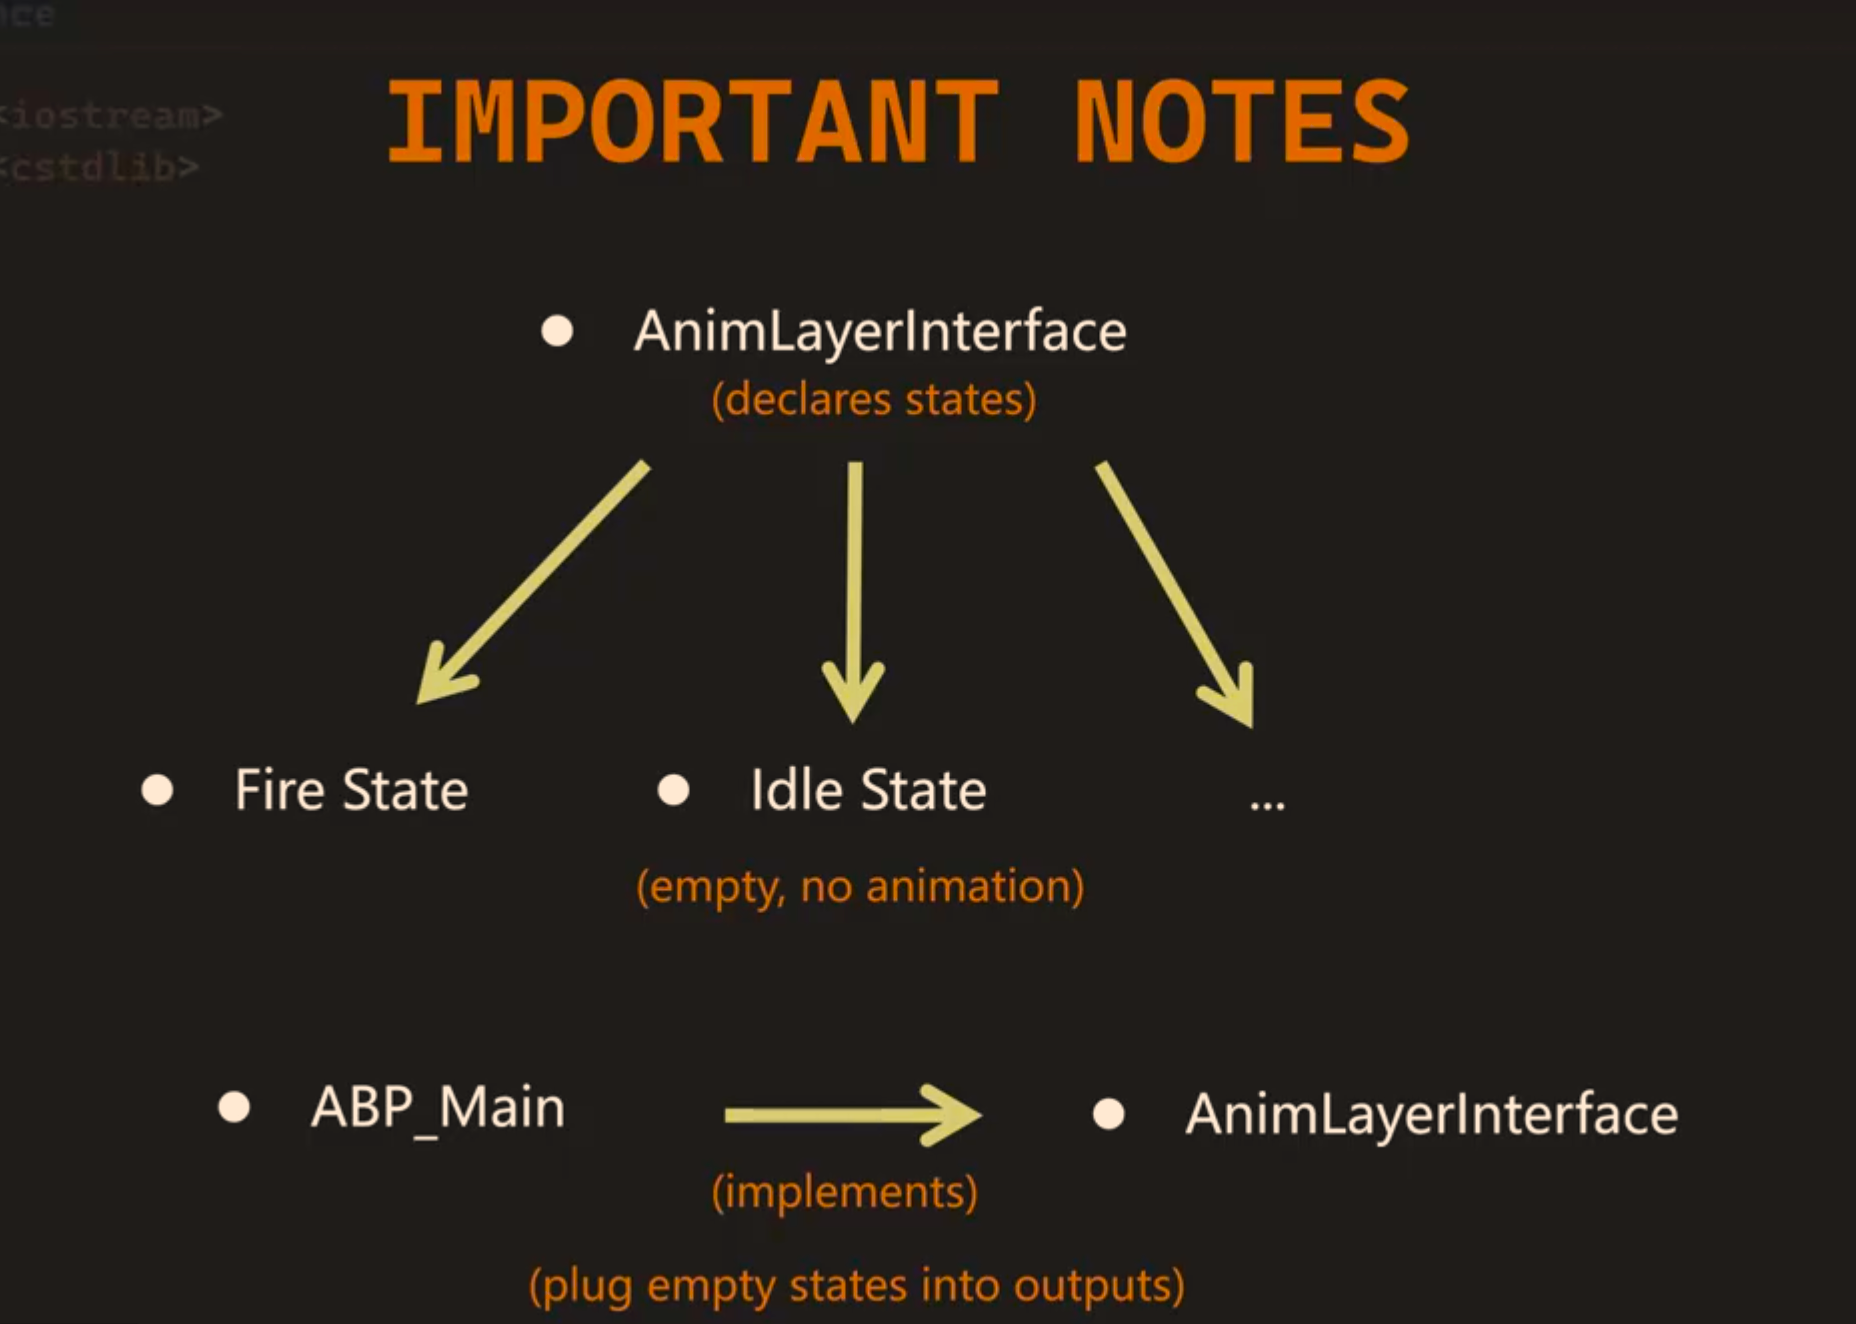 <iostream>
<cstdlib>
IMPORTANT NOTES
AnimLayerInterface
(declares states)
Fire State
Idle State
...
(empty, no animation)
ABP_Main
AnimLayerInterface
(implements)
(plug empty states into outputs)